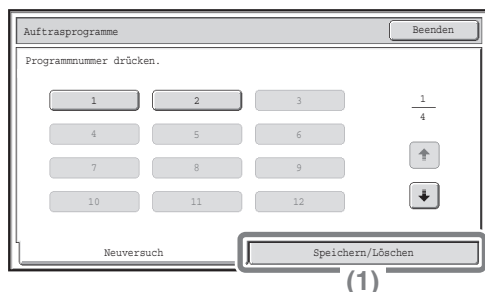 Auftrasprogramme Beenden
Programmnummer drücken.
1 2 3 1
4 5 6 4
7 8 9
10 11 12
Neuversuch Speichern/Löschen
(1)